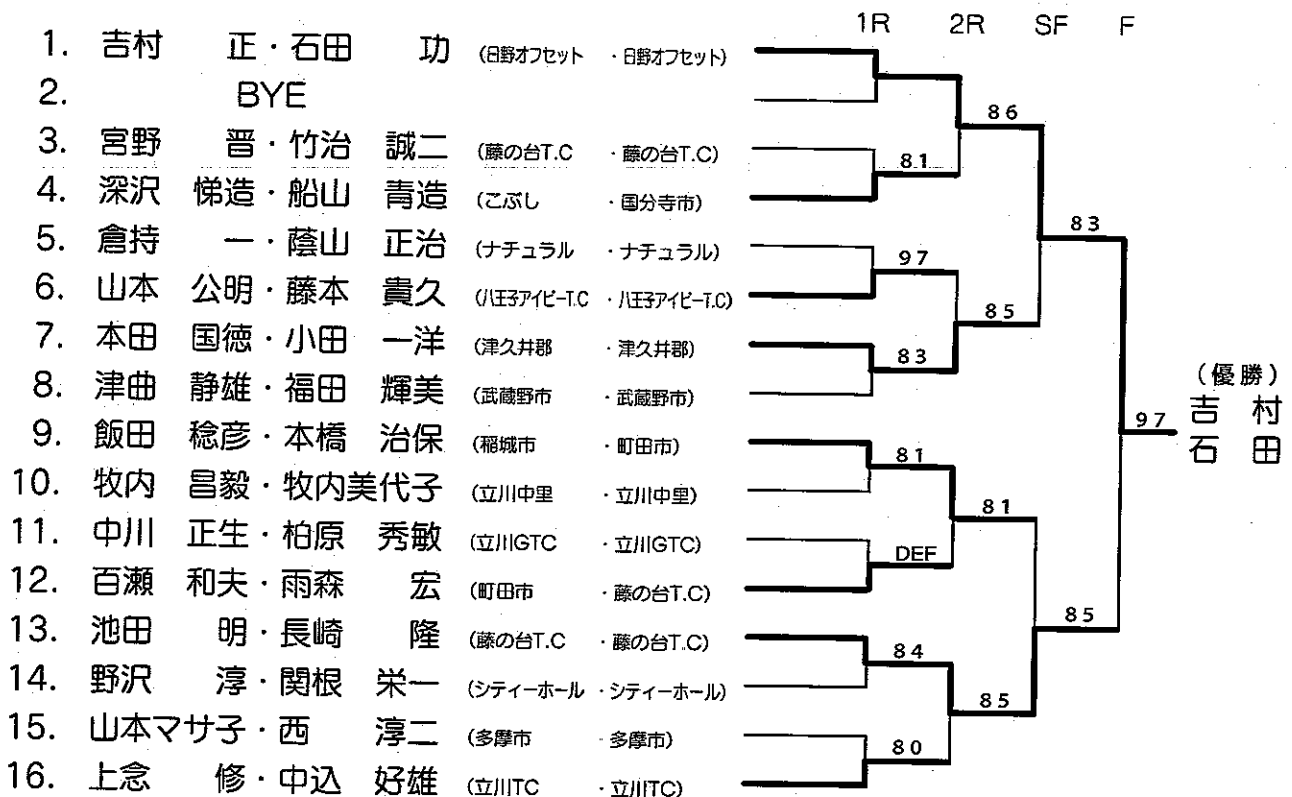 1R 2R SF F
1. 吉村 正・石田 功 (日野オフセット ・日野オフセット)
2. BYE
86
3. 宮野 晋・竹治 誠二 (藤の台T.C ・藤の台T.C)
81
4. 深沢 悌造・船山 青造 (こぶし ・国分寺市)
83
5. 倉持 一・蔭山 正治 (ナチュラル ・ナチュラル)
97
6. 山本 公明・藤本 貴久 (八王子アイビーT.C ・八王子アイビーT.C)
85
7. 本田 国徳・小田 一洋 (津久井郡 ・津久井郡)
83
8. 津曲 静雄・福田 輝美 (武蔵野市 ・武蔵野市)
(優勝)
吉村
97
石田
9. 飯田 稔彦・本橋 治保 (稲城市 ・町田市)
81
10. 牧内 昌毅・牧内美代子 (立川中里 ・立川中里)
81
11. 中川 正生・柏原 秀敏 (立川GTC ・立川GTC)
DEF
12. 百瀬 和夫・雨森 宏 (町田市 ・藤の台T.C)
85
13. 池田 明・長崎 隆 (藤の台T.C ・藤の台T.C)
84
14. 野沢 淳・関根 栄一 (シティーホール ・シティーホール)
85
15. 山本マサ子・西 淳二 (多摩市 ・多摩市)
80
16. 上念 修・中込 好雄 (立川TC ・立川TC)